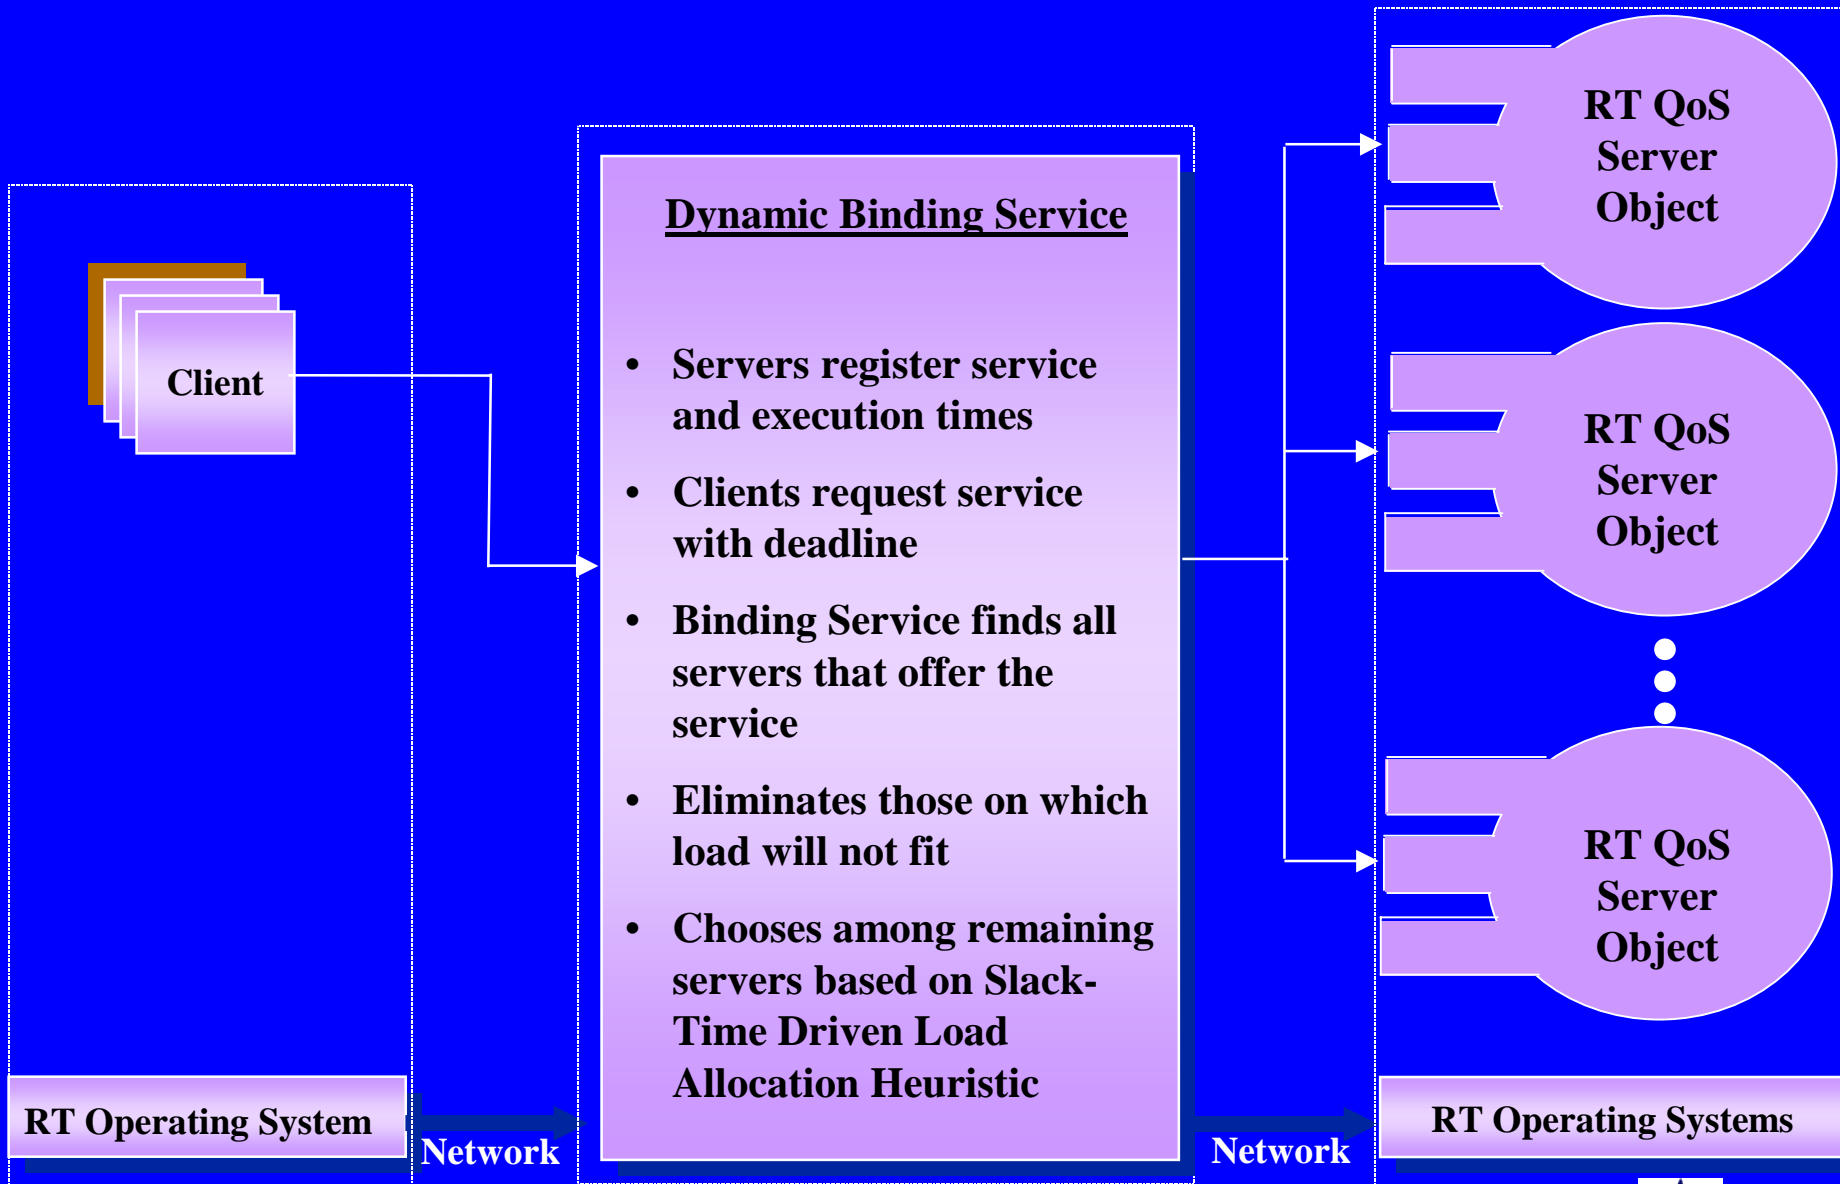 Client
RT Operating System
Network
Dynamic Binding Service
• Servers register service
and execution times
• Clients request service
with deadline
• Binding Service finds all
servers that offer the
service
• Eliminates those on which
load will not fit
• Chooses among remaining
servers based on Slack-
Time Driven Load
Allocation Heuristic
Network
RT QoS
Server
Object
RT QoS
Server
Object
RT QoS
Server
Object
RT Operating Systems